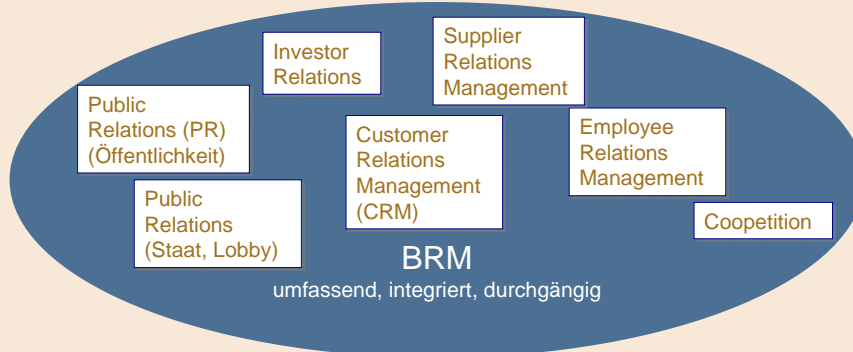 Investor
Relations
Supplier
Relations
Management
Public
Relations (PR)
(Öffentlichkeit)
Customer
Relations
Management
(CRM)
Employee
Relations
Management
Public
Relations
(Staat, Lobby)
Coopetition
BRM
umfassend, integriert, durchgängig